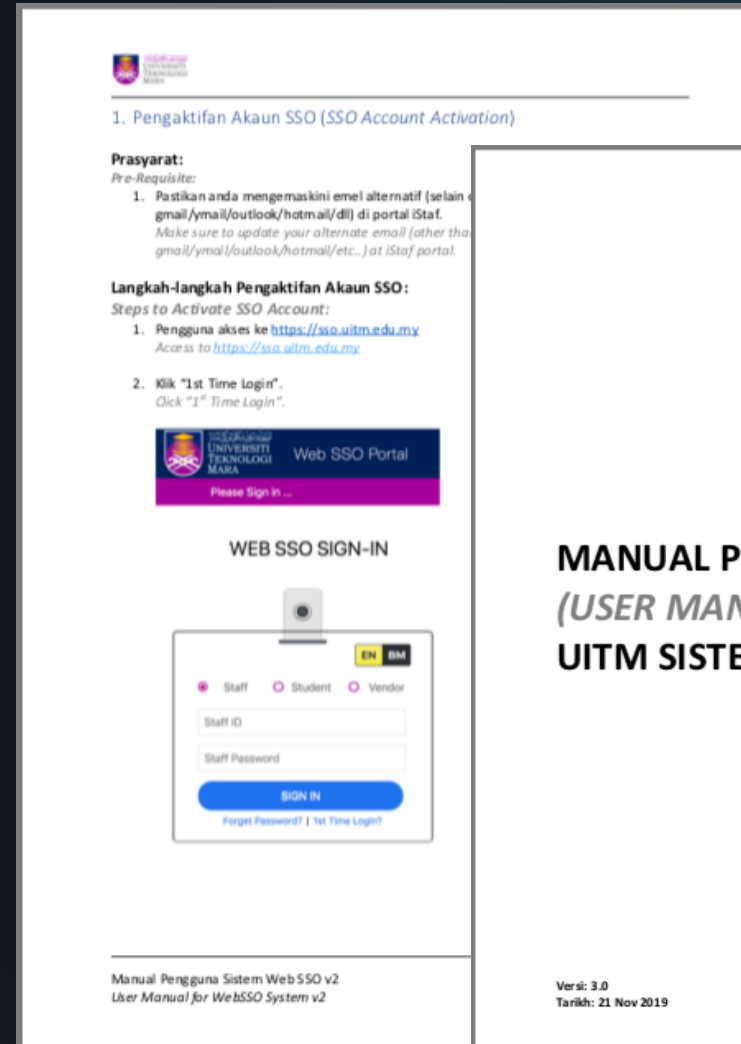 UNIVERSITI
TEKNOLOGI
MARA
1. Pengaktifan Akaun SSO (SSO Account Activation)
Prasyarat:
Pre-Requisite:
1. Pastikan anda mengemaskini emel alternatif (selain
gmail/ymail/outlook/hotmail/dll) di portal iStaf.
Make sure to update your alternate email (other
gmail/ymail/outlook/hotmail/etc..) at iStaf portal.
Langkah-langkah Pengaktifan Akaun SSO:
Steps to Activate SSO Account:
1. Pengguna akses ke https://sso.uitm.edu.my
Access to https://sso.uitm.edu.my
2. Klik "1st Time Login".
Click "1st Time Login".
UNIVERSITI
TEKNOLOGI
MARA
Web SSO Portal
Please Sign in ...
WEB SSO SIGN-IN
EN BM
Staff Student Vendor
Staff ID
Staff Password
SIGN IN
Forget Password? | 1st Time Login?
Manual Pengguna Sistem Web SSO v2
User Manual for WebSSO System v2
MANUAL P
(USER MAN
UITM SISTE
Versi: 3.0
Tarikh: 21 Nov 2019